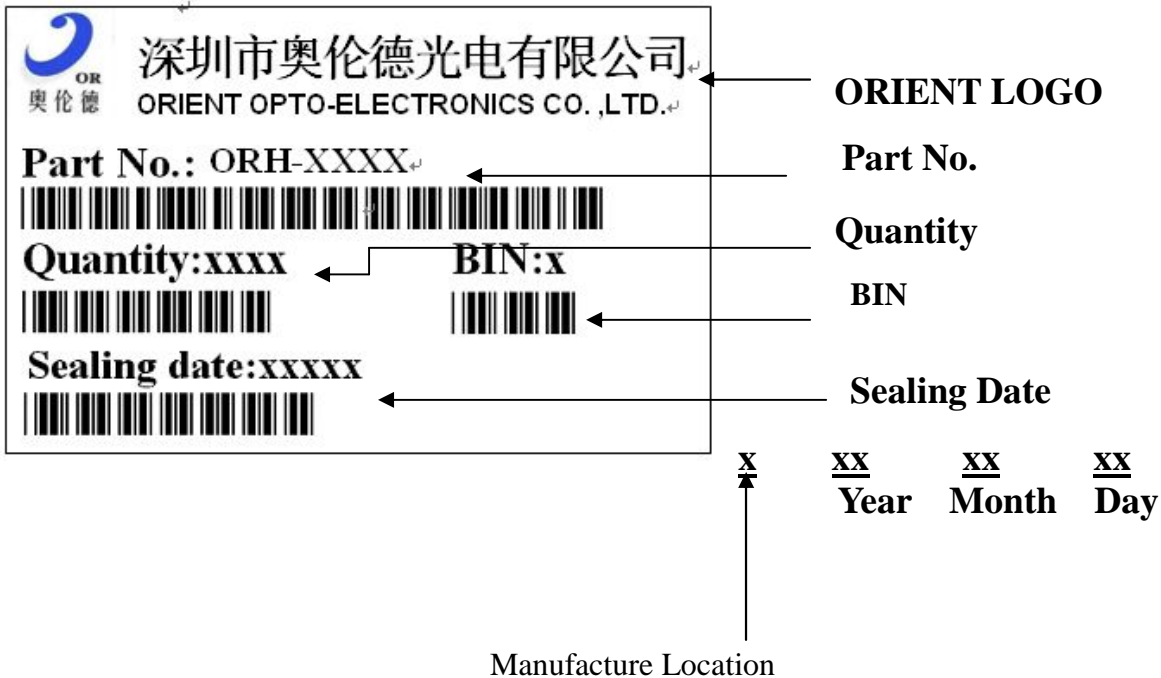 深圳市奥伦德光电有限公司
OR
奥伦德
ORIENT OPTO-ELECTRONICS CO. ,LTD.
ORIENT LOGO
Part No.: ORH-XXXX
Part No.
Quantity
Quantity:xxxx BIN:x
BIN
Sealing date:xxxxx
Sealing Date
x xx xx xx
Year Month Day
Manufacture Location